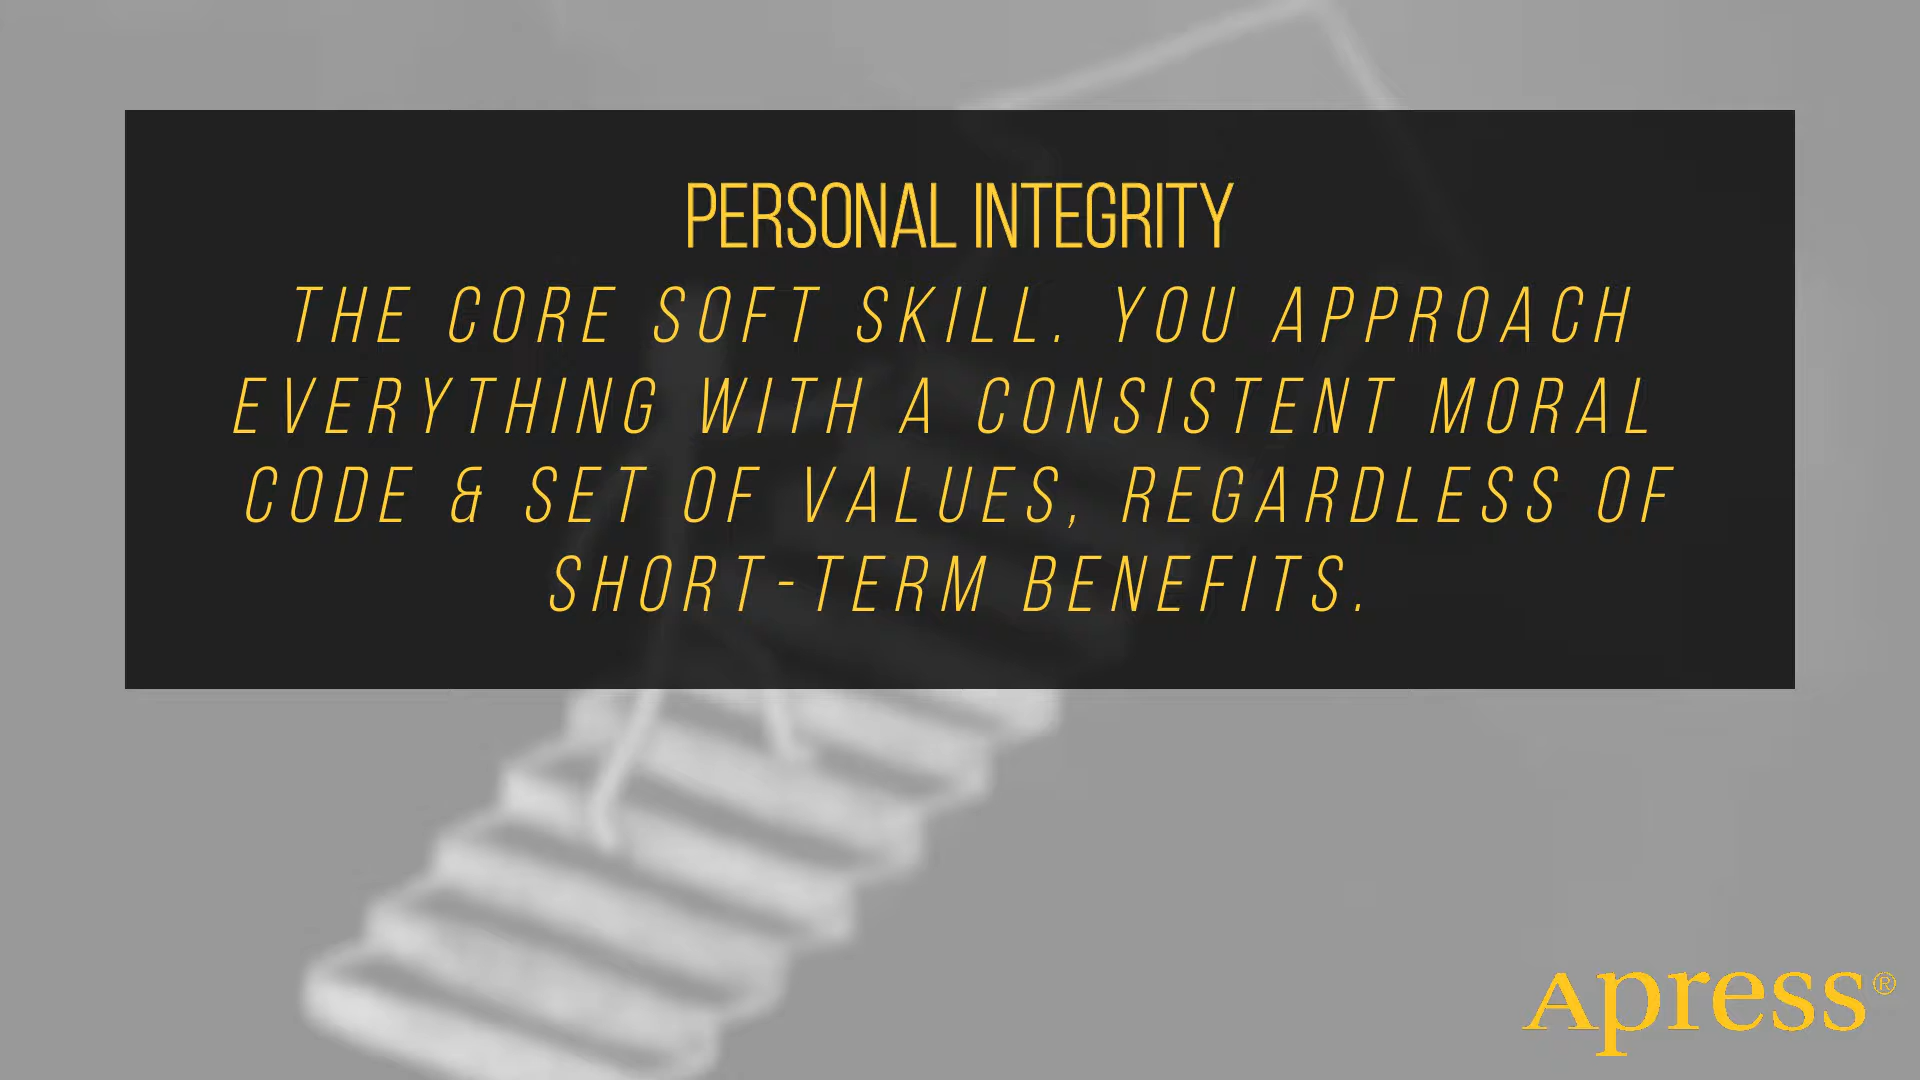 PERSONAL INTEGRITY
THE CORE SOFT SKILL. YOU APPROACH
EVERYTHING WITH A CONSISTENT MORAL
CODE & SET OF VALUES, REGARDLESS OF
SHORT-TERM BENEFITS.
Apress®